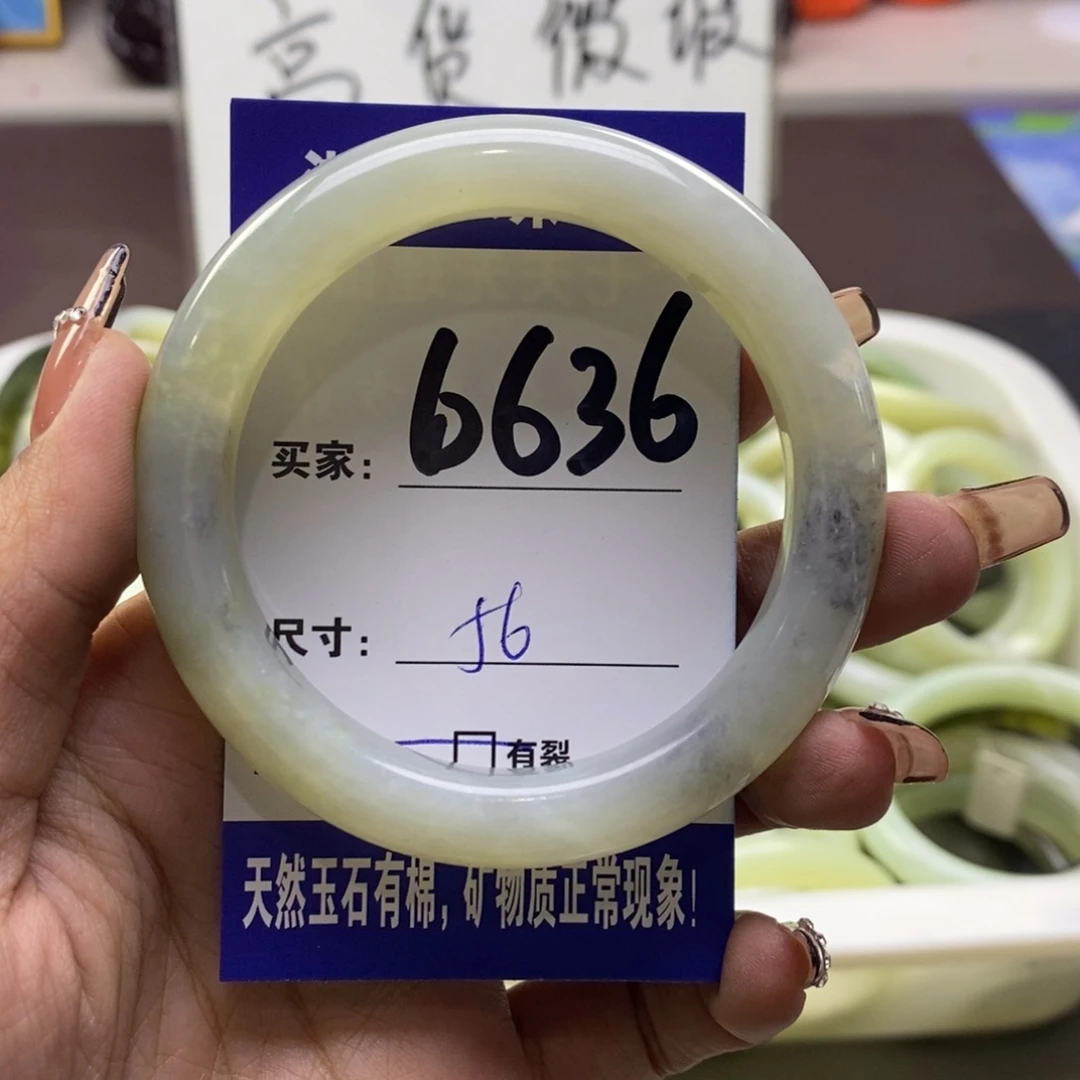 高货微瑕
买家: 6636
尺寸: 56
有裂
天然玉石有棉, 矿物质正常现象!